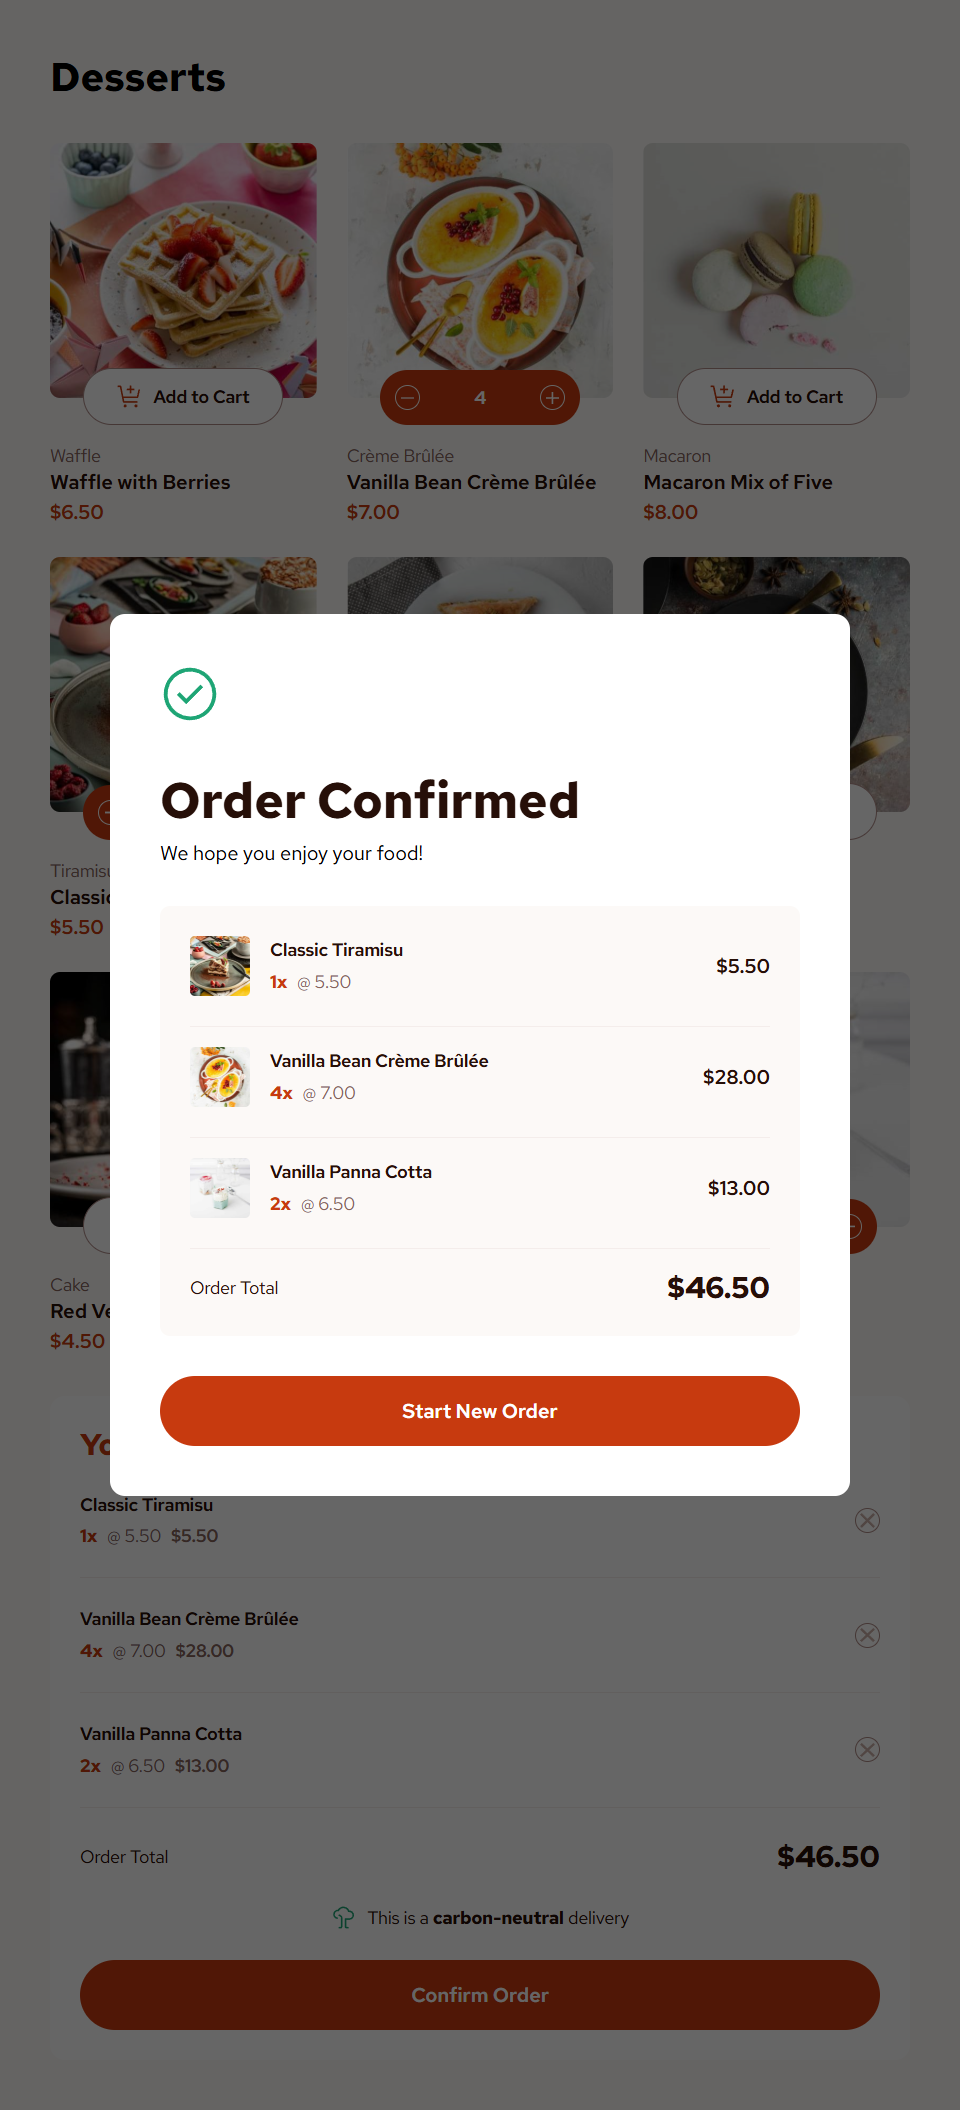 Desserts
Add to Cart
4
Add to Cart
Waffle
Waffle with Berries
$6.50
Crème Brûlée
Vanilla Bean Crème Brûlée
$7.00
Macaron
Macaron Mix of Five
$8.00
Tiramisu
Classic
$5.50
Cake
Red Ve
$4.50
Order Confirmed
We hope you enjoy your food!
Classic Tiramisu
1x @ 5.50
$5.50
Vanilla Bean Crème Brûlée
4x @ 7.00
$28.00
Vanilla Panna Cotta
2x @ 6.50
$13.00
Order Total
$46.50
Start New Order
Yo
Classic Tiramisu
1x @ 5.50 $5.50
Vanilla Bean Crème Brûlée
4x @ 7.00 $28.00
Vanilla Panna Cotta
2x @ 6.50 $13.00
Order Total
$46.50
This is a carbon-neutral delivery
Confirm Order